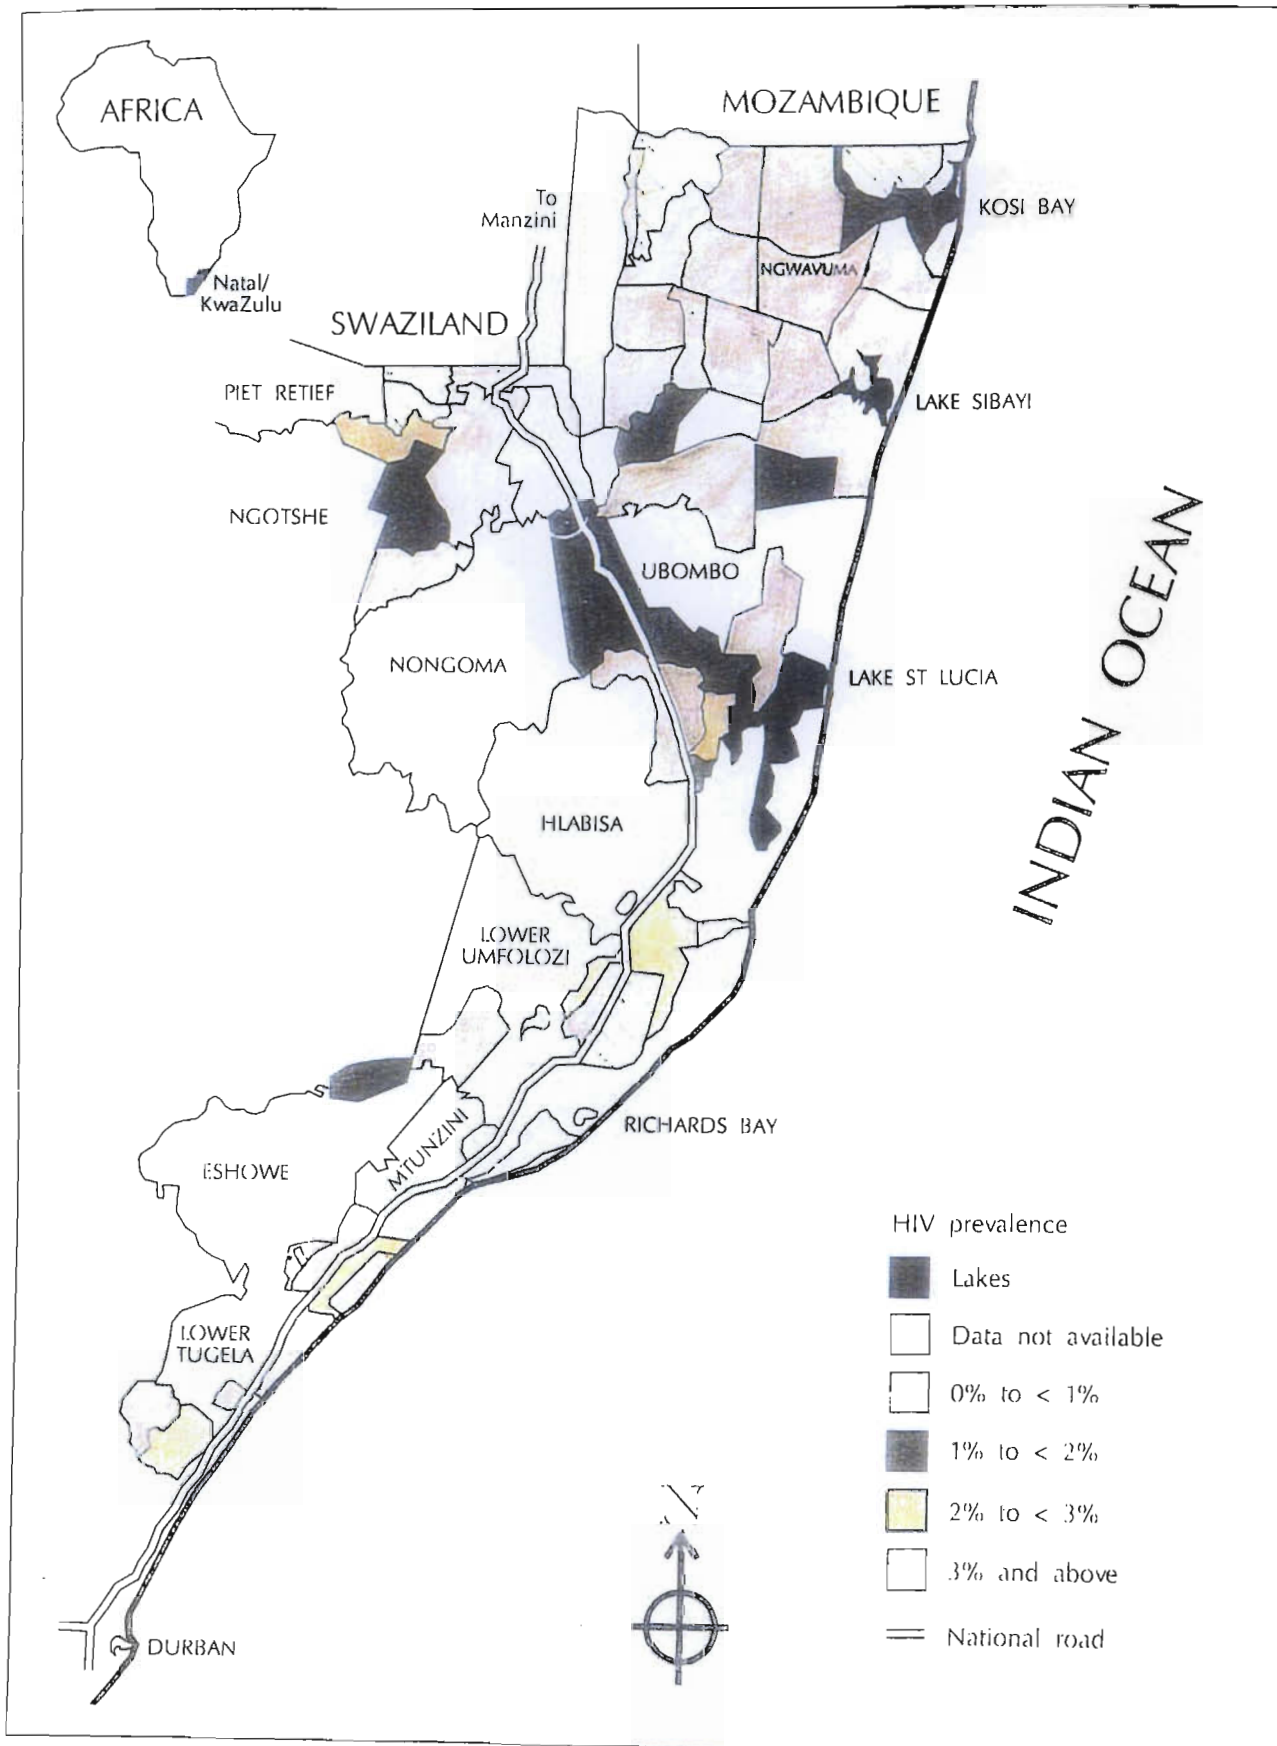 AFRICA
Natal/
KwaZulu
MOZAMBIQUE
To
Manzini
KOSI BAY
NGWAVUMA
SWAZILAND
PIET RETIEF
LAKE SIBAYI
NGOTSHE
UBOMBO
NONGOMA
LAKE ST LUCIA
INDIAN OCEAN
HLABISA
LOWER
UMFOLOZI
RICHARDS BAY
MTUNZINI
ESHOWE
LOWER
TUGELA
DURBAN
HIV prevalence
Lakes
Data not available
0% to < 1%
1% to < 2%
2% to < 3%
3% and above
National road